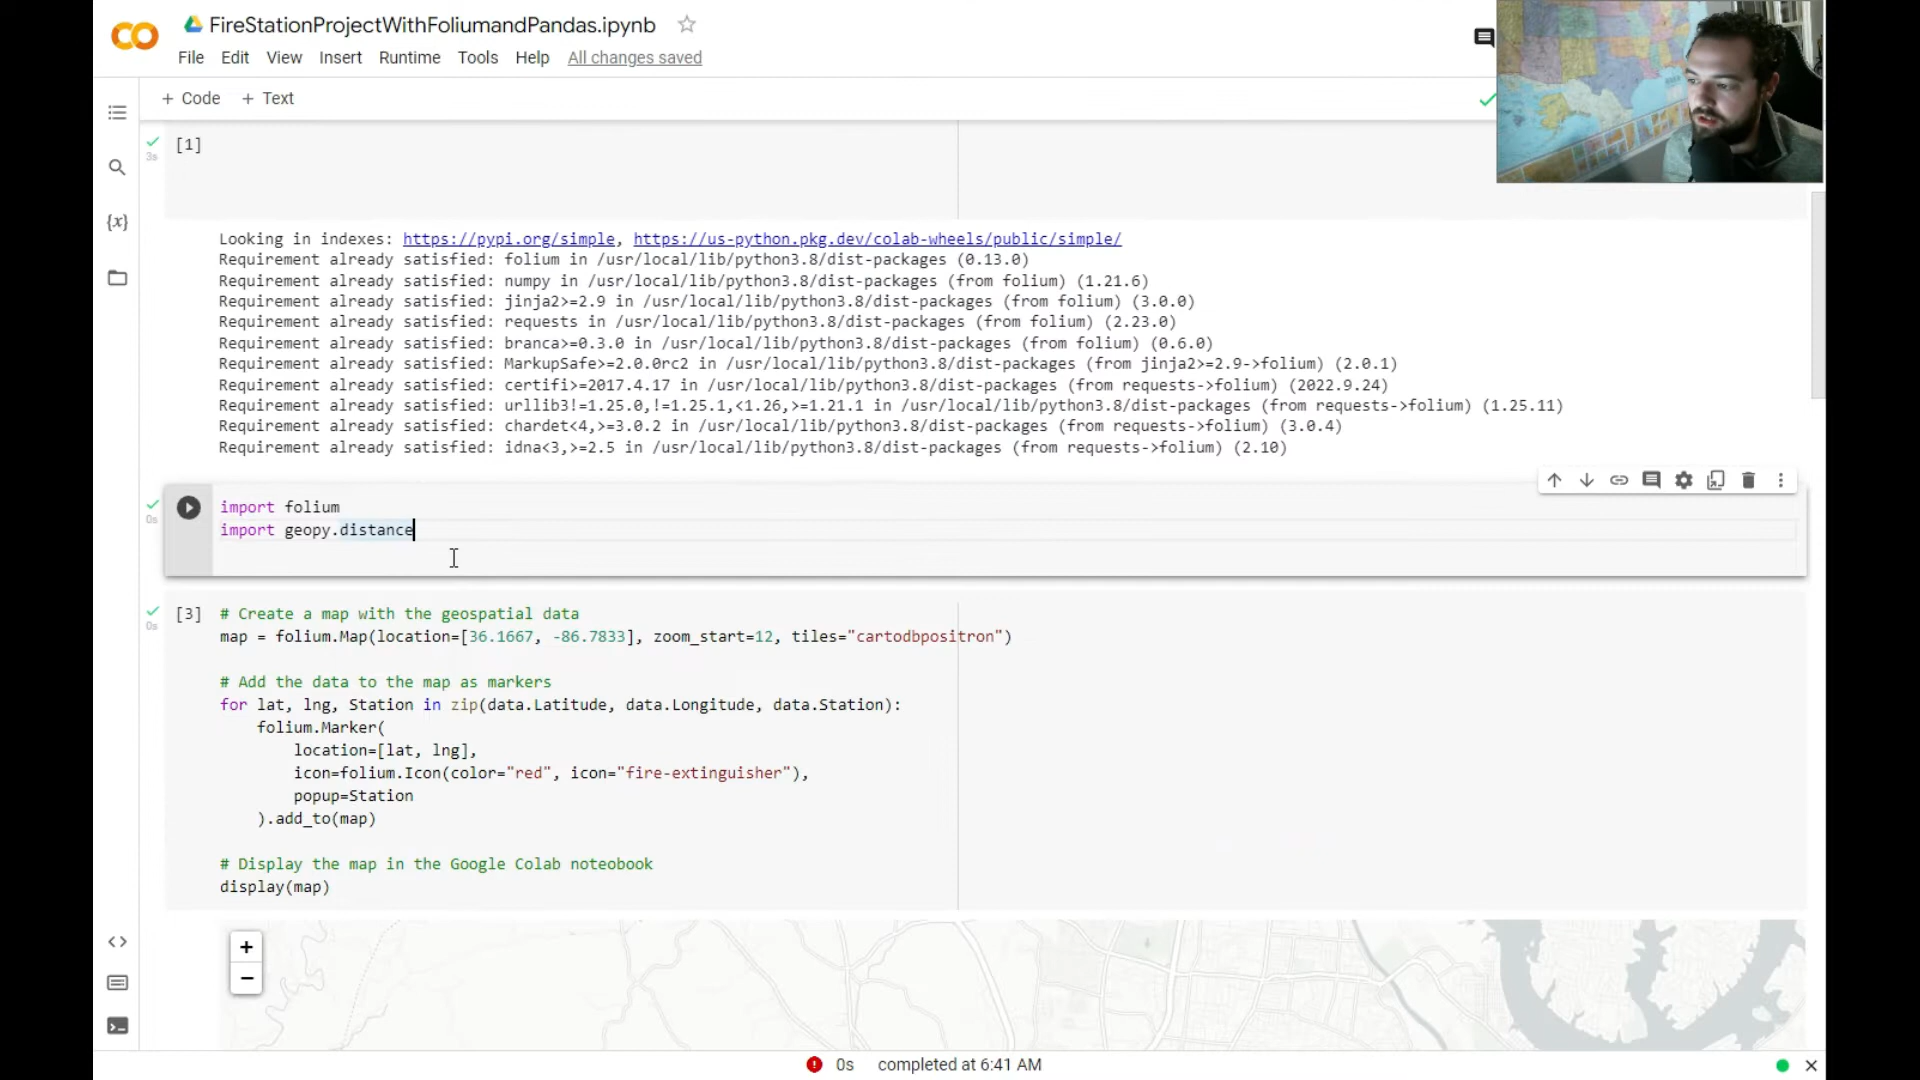 FireStationProjectWithFoliumandPandas.ipynb
File Edit View Insert Runtime Tools Help All changes saved
+ Code + Text
[1]
3s
Looking in indexes: https://pypi.org/simple, https://us-python.pkg.dev/colab-wheels/public/simple/
Requirement already satisfied: folium in /usr/local/lib/python3.8/dist-packages (0.13.0)
Requirement already satisfied: numpy in /usr/local/lib/python3.8/dist-packages (from folium) (1.21.6)
Requirement already satisfied: jinja2>=2.9 in /usr/local/lib/python3.8/dist-packages (from folium) (3.0.0)
Requirement already satisfied: requests in /usr/local/lib/python3.8/dist-packages (from folium) (2.23.0)
Requirement already satisfied: branca>=0.3.0 in /usr/local/lib/python3.8/dist-packages (from folium) (0.6.0)
Requirement already satisfied: MarkupSafe>=2.0.0rc2 in /usr/local/lib/python3.8/dist-packages (from jinja2>=2.9->folium) (2.0.1)
Requirement already satisfied: certifi>=2017.4.17 in /usr/local/lib/python3.8/dist-packages (from requests->folium) (2022.9.24)
Requirement already satisfied: urllib3!=1.25.0,!=1.25.1,<1.26,>=1.21.1 in /usr/local/lib/python3.8/dist-packages (from requests->folium) (1.25.11)
Requirement already satisfied: chardet<4,>=3.0.2 in /usr/local/lib/python3.8/dist-packages (from requests->folium) (3.0.4)
Requirement already satisfied: idna<3,>=2.5 in /usr/local/lib/python3.8/dist-packages (from requests->folium) (2.10)
import folium
0s
import geopy.distance
[3] # Create a map with the geospatial data
0s
map = folium.Map(location=[36.1667, -86.7833], zoom_start=12, tiles="cartodbpositron")
# Add the data to the map as markers
for lat, lng, Station in zip(data.Latitude, data.Longitude, data.Station):
folium.Marker(
location=[lat, lng],
icon=folium.Icon(color="red", icon="fire-extinguisher"),
popup=Station
).add_to(map)
# Display the map in the Google Colab noteobook
display(map)
+
−
0s completed at 6:41 AM